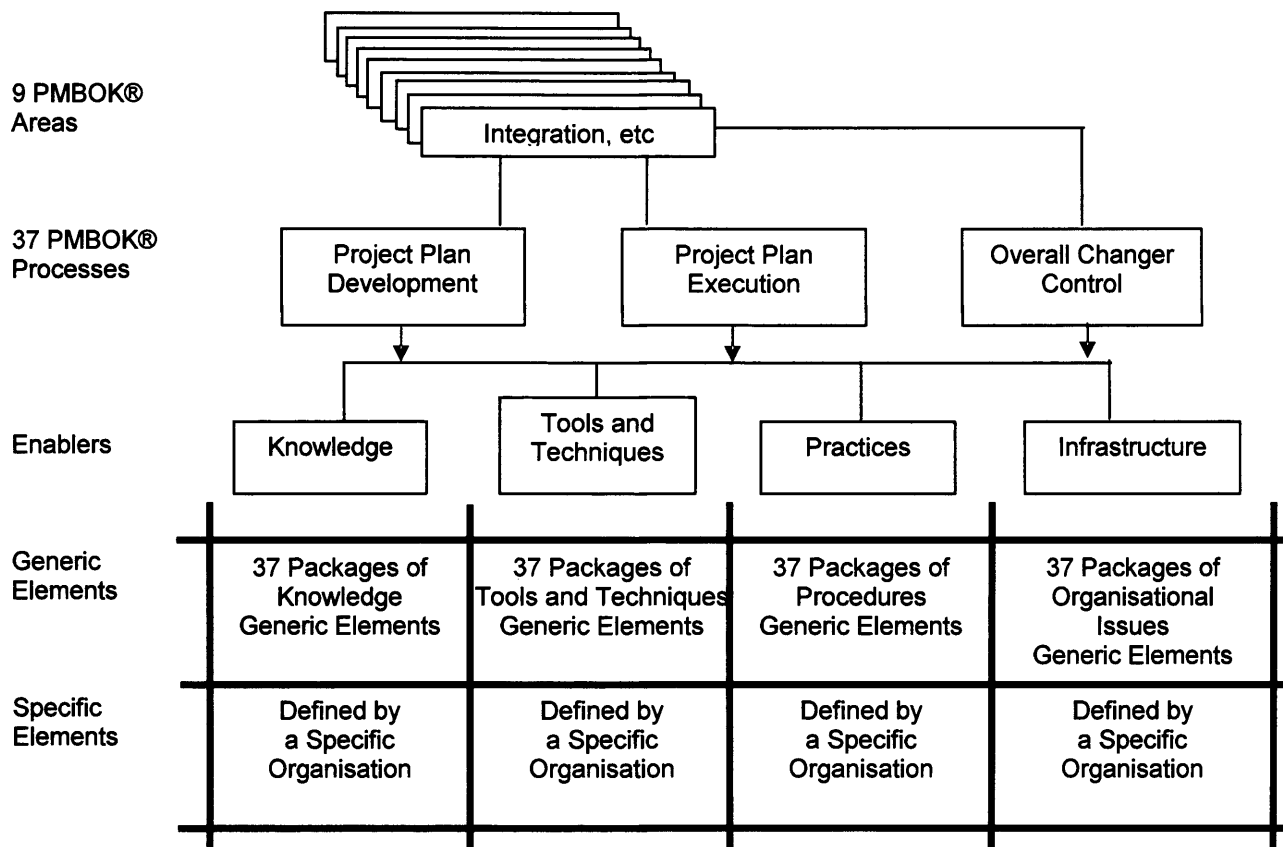 9 PMBOK®
Areas
Integration, etc
37 PMBOK®
Processes
Project Plan
Development
Project Plan
Execution
Overall Changer
Control
Enablers
Knowledge
Tools and
Techniques
Practices
Infrastructure
Generic
Elements
37 Packages of
Knowledge
Generic Elements
37 Packages of
Tools and Techniques
Generic Elements
37 Packages of
Procedures
Generic Elements
37 Packages of
Organisational
Issues
Generic Elements
Specific
Elements
Defined by
a Specific
Organisation
Defined by
a Specific
Organisation
Defined by
a Specific
Organisation
Defined by
a Specific
Organisation